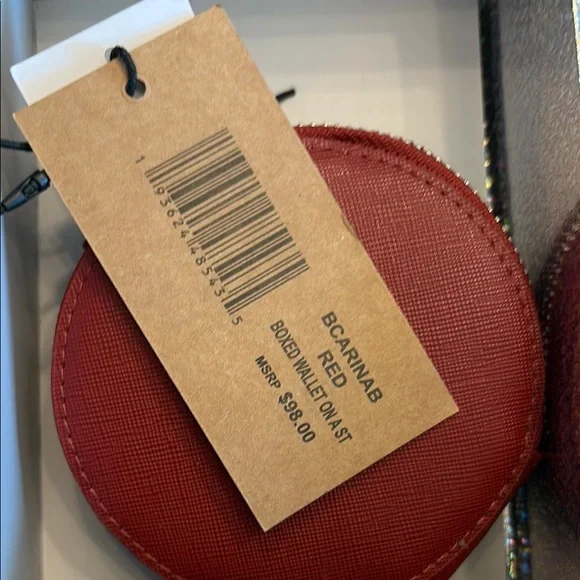 1 93624 48543 5
BCARINAB
RED
BOXED WALLET ON A ST
MSRP $98.00